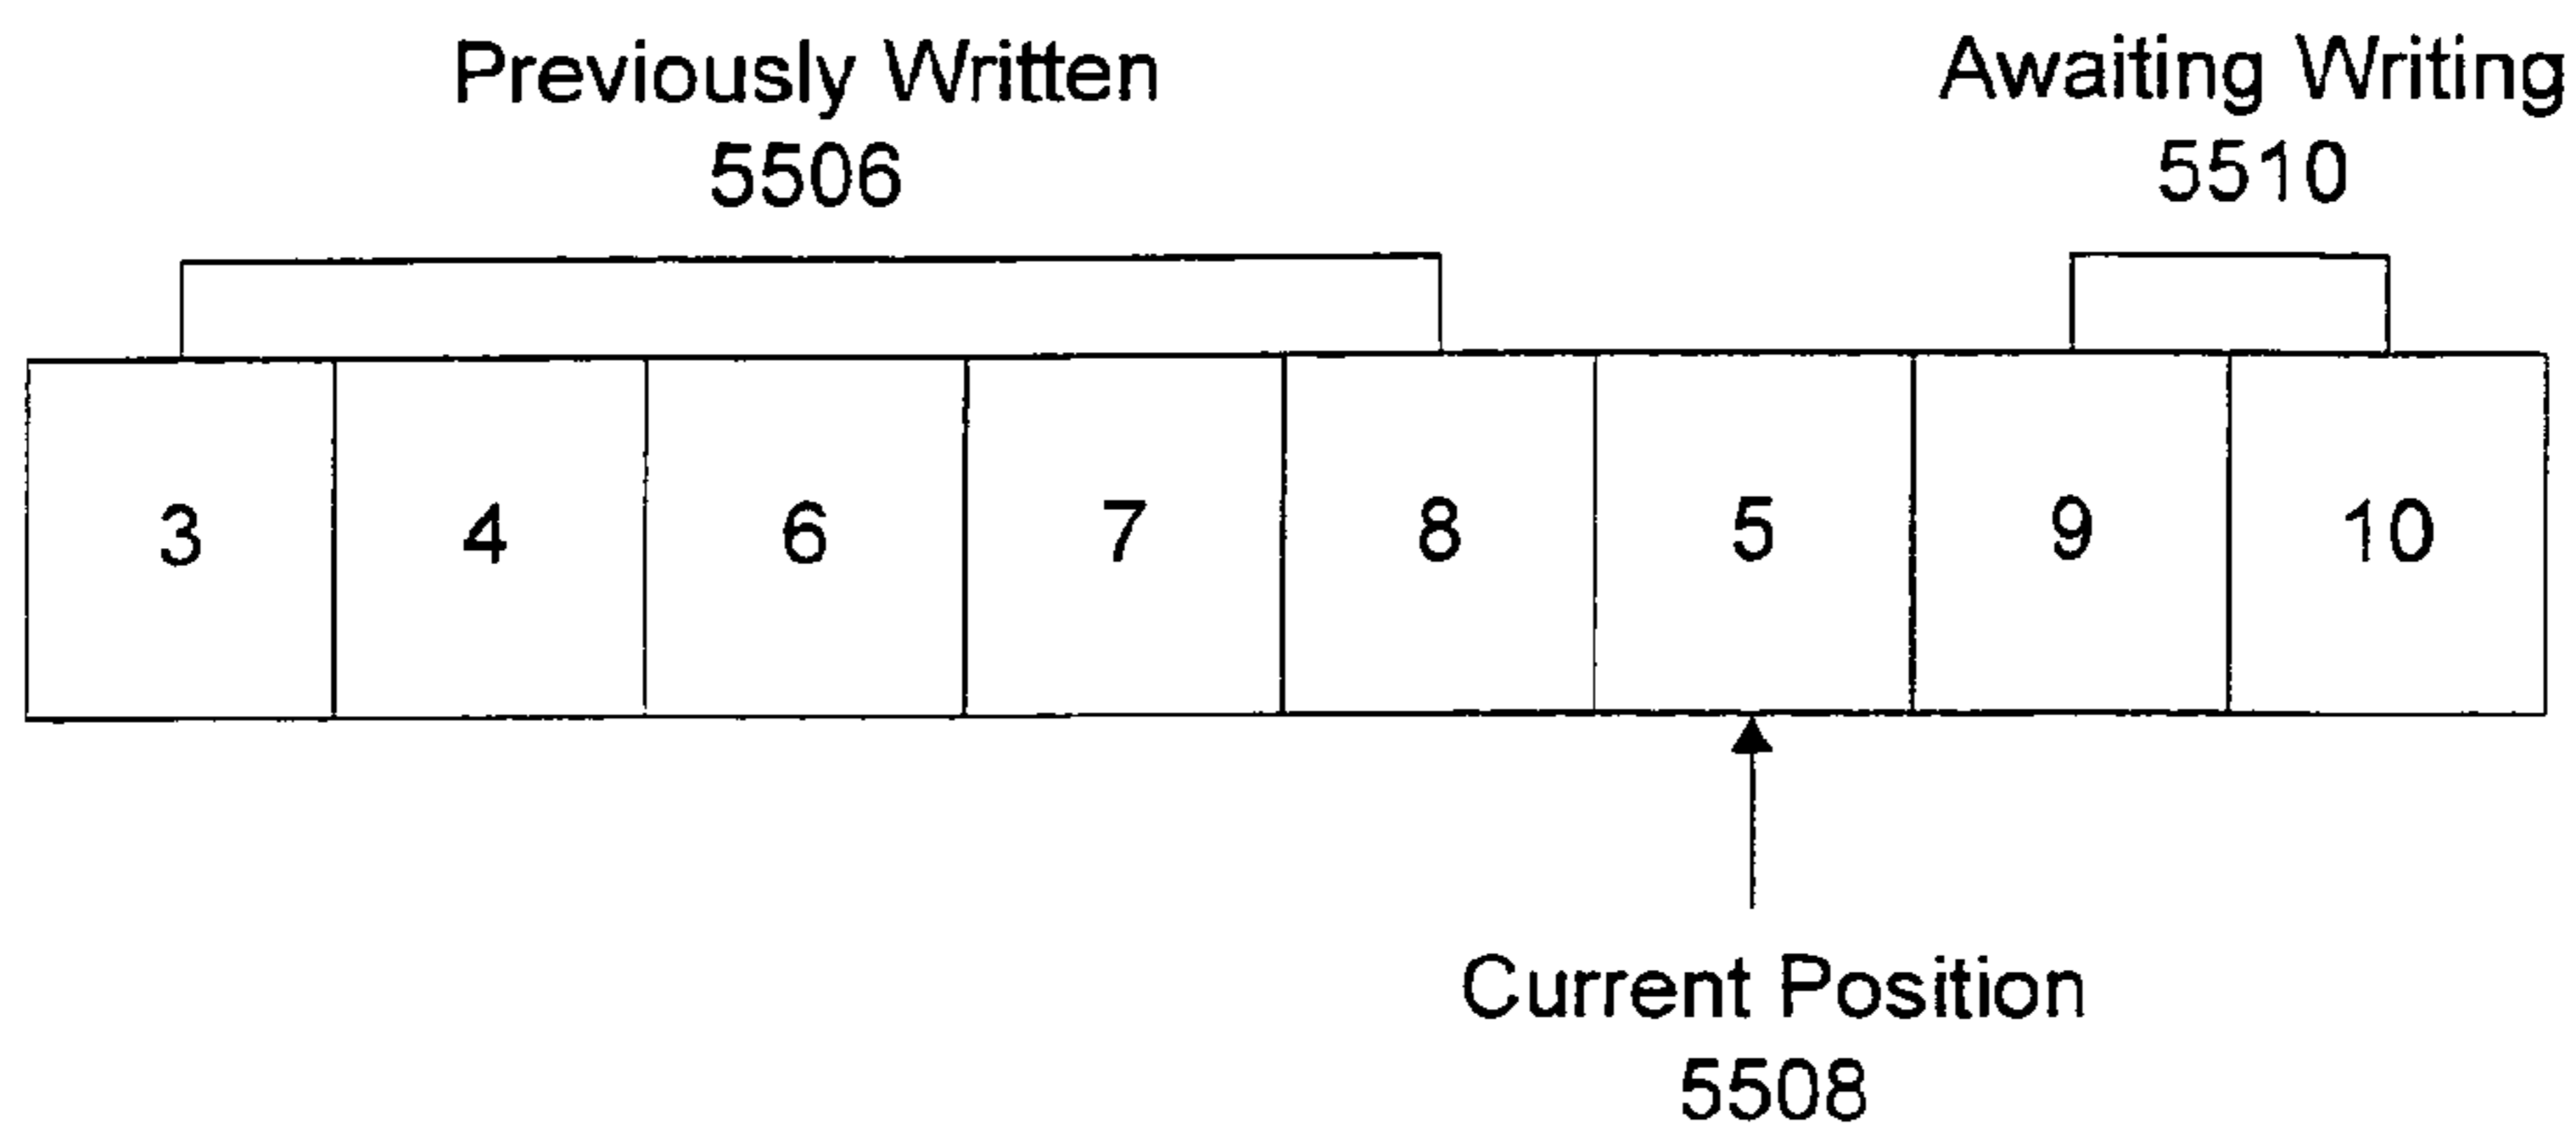 Previously Written
5506
Awaiting Writing
5510
3 4 6 7 8 5 9 10
Current Position
5508